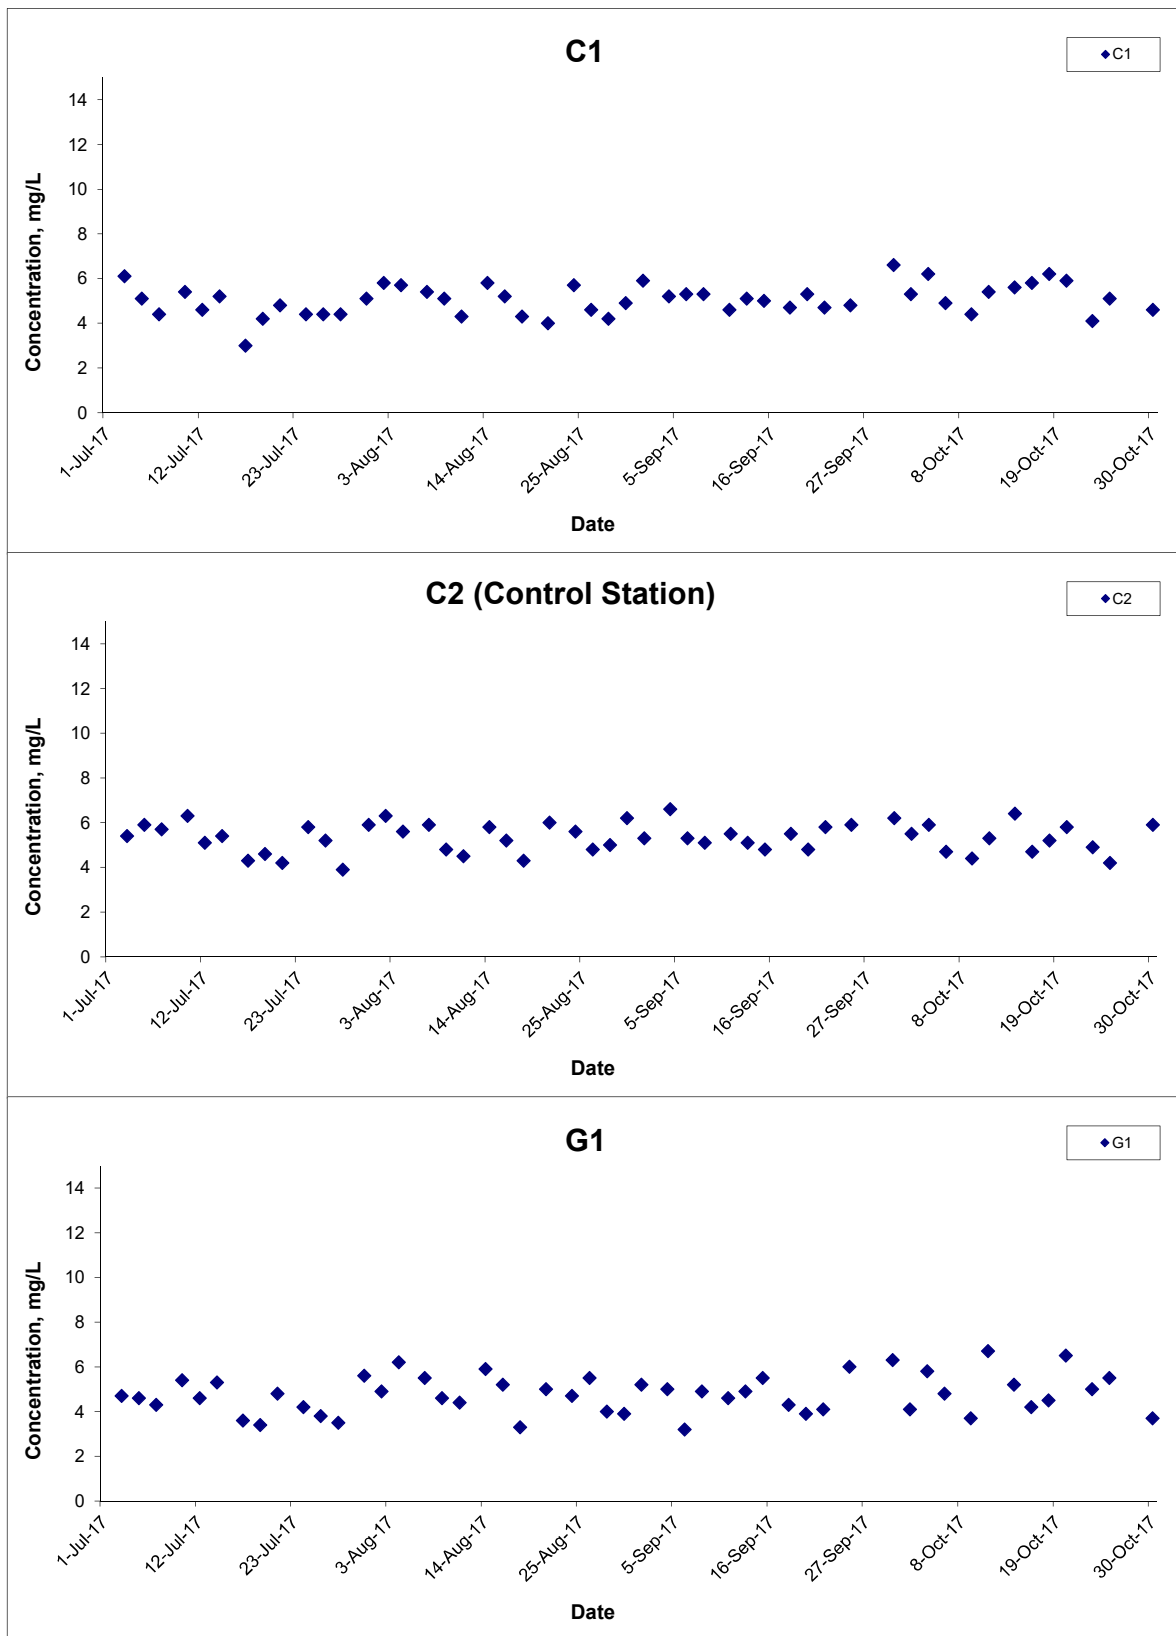 C1
C1
14
12
10
8
6
4
2
0
Concentration, mg/L
1-Jul-17 12-Jul-17 23-Jul-17 3-Aug-17 14-Aug-17 25-Aug-17 5-Sep-17 16-Sep-17 27-Sep-17 8-Oct-17 19-Oct-17 30-Oct-17
Date
C2 (Control Station)
C2
14
12
10
8
6
4
2
0
Concentration, mg/L
1-Jul-17 12-Jul-17 23-Jul-17 3-Aug-17 14-Aug-17 25-Aug-17 5-Sep-17 16-Sep-17 27-Sep-17 8-Oct-17 19-Oct-17 30-Oct-17
Date
G1
G1
14
12
10
8
6
4
2
0
Concentration, mg/L
1-Jul-17 12-Jul-17 23-Jul-17 3-Aug-17 14-Aug-17 25-Aug-17 5-Sep-17 16-Sep-17 27-Sep-17 8-Oct-17 19-Oct-17 30-Oct-17
Date